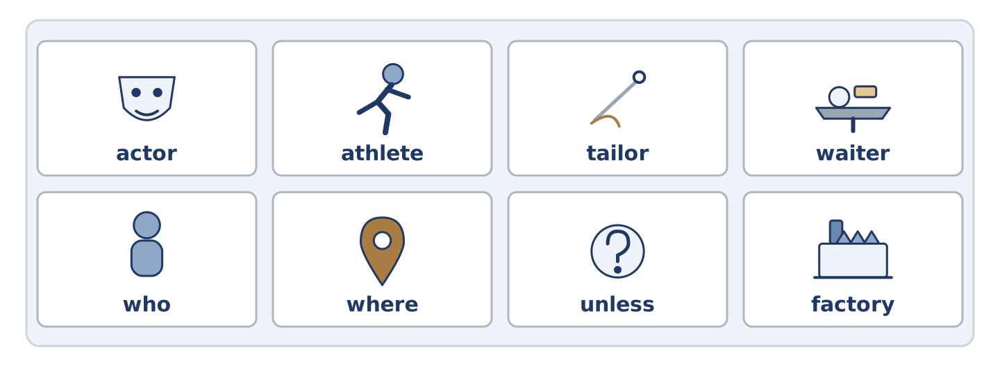 actor
athlete
tailor
waiter
who
where
unless
factory